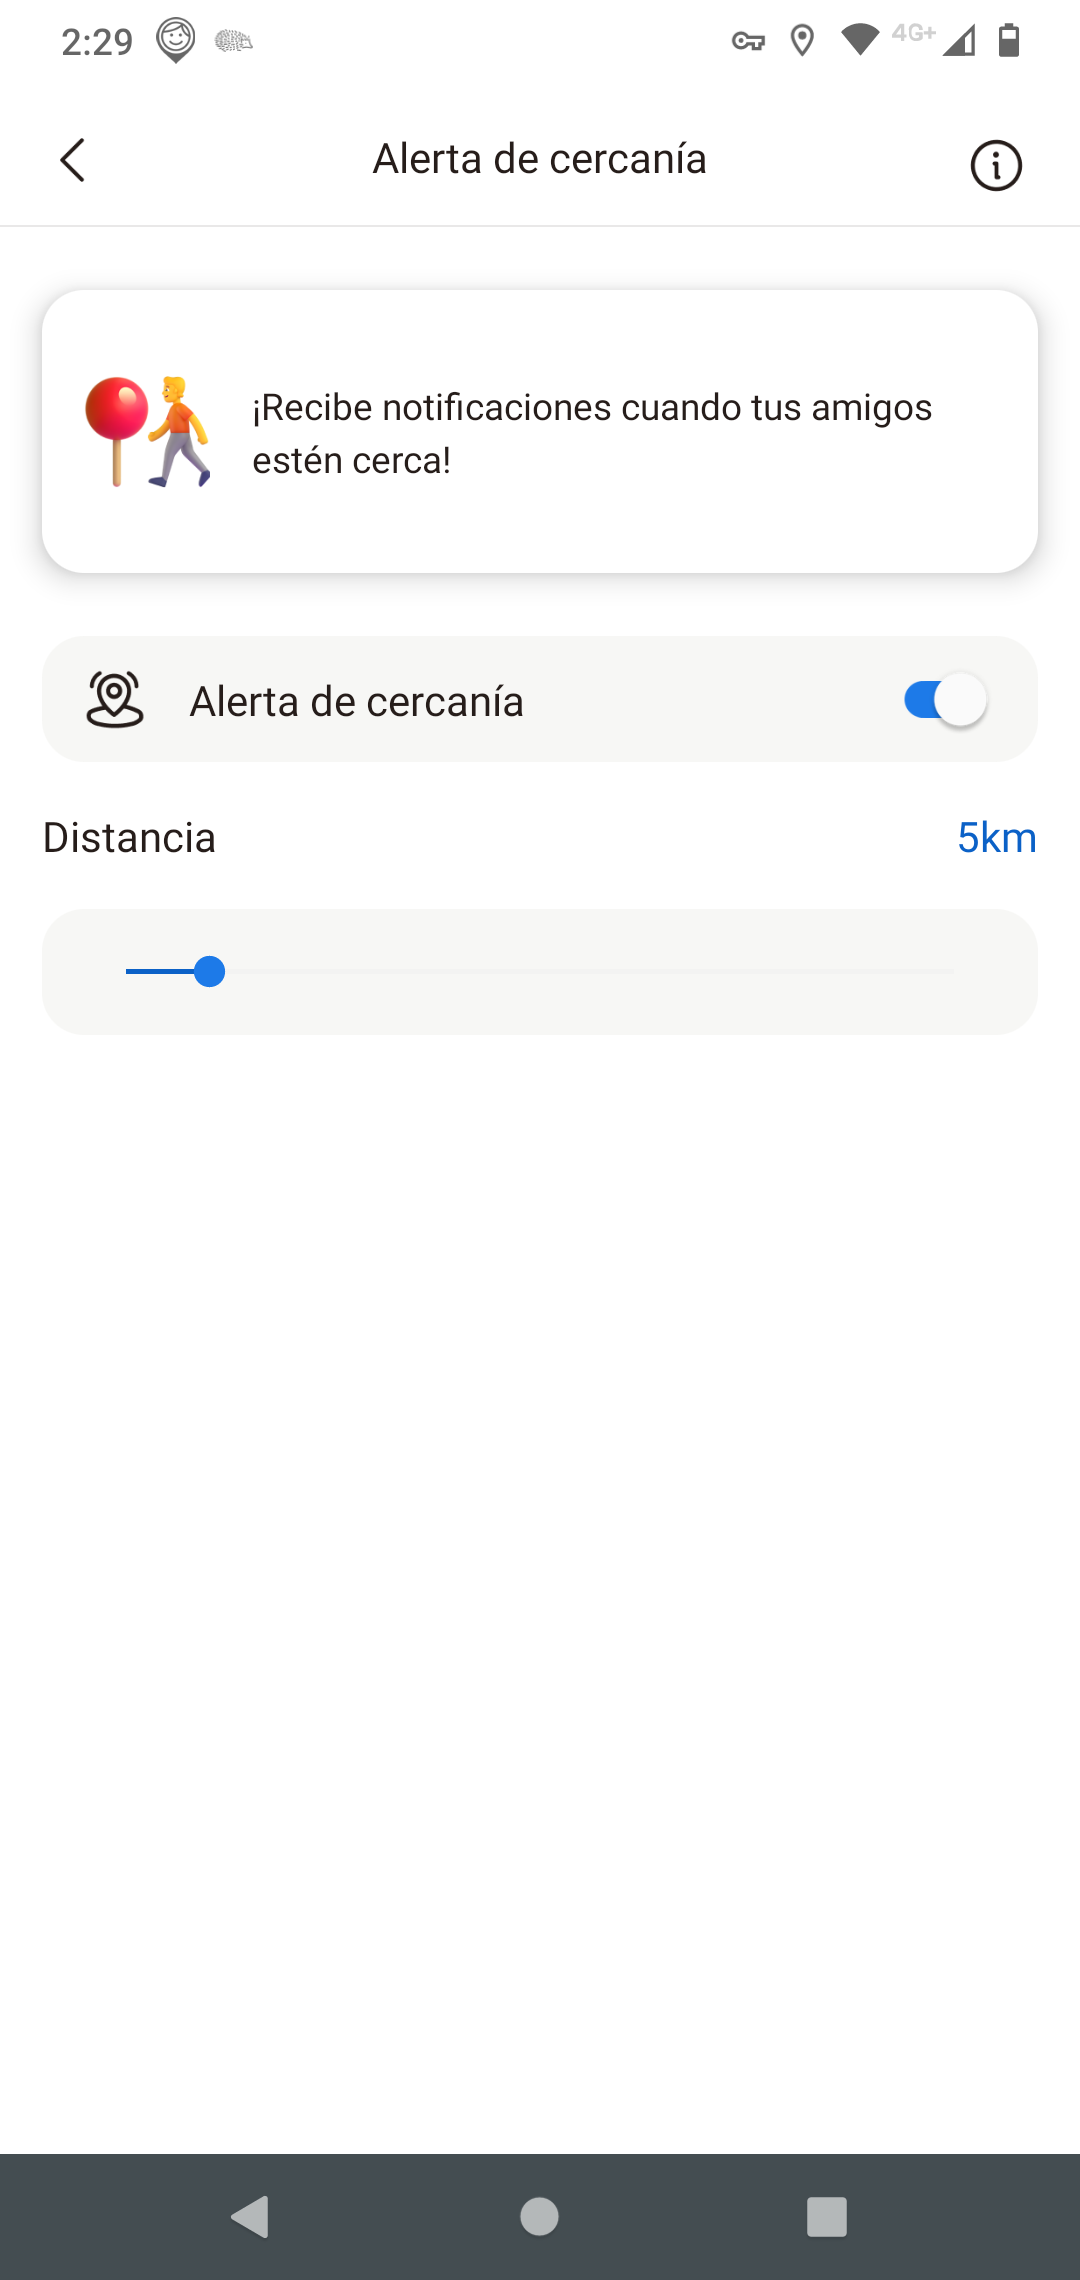 2:29
4G+
Alerta de cercanía
¡Recibe notificaciones cuando tus amigos
estén cerca!
Alerta de cercanía
Distancia
5km